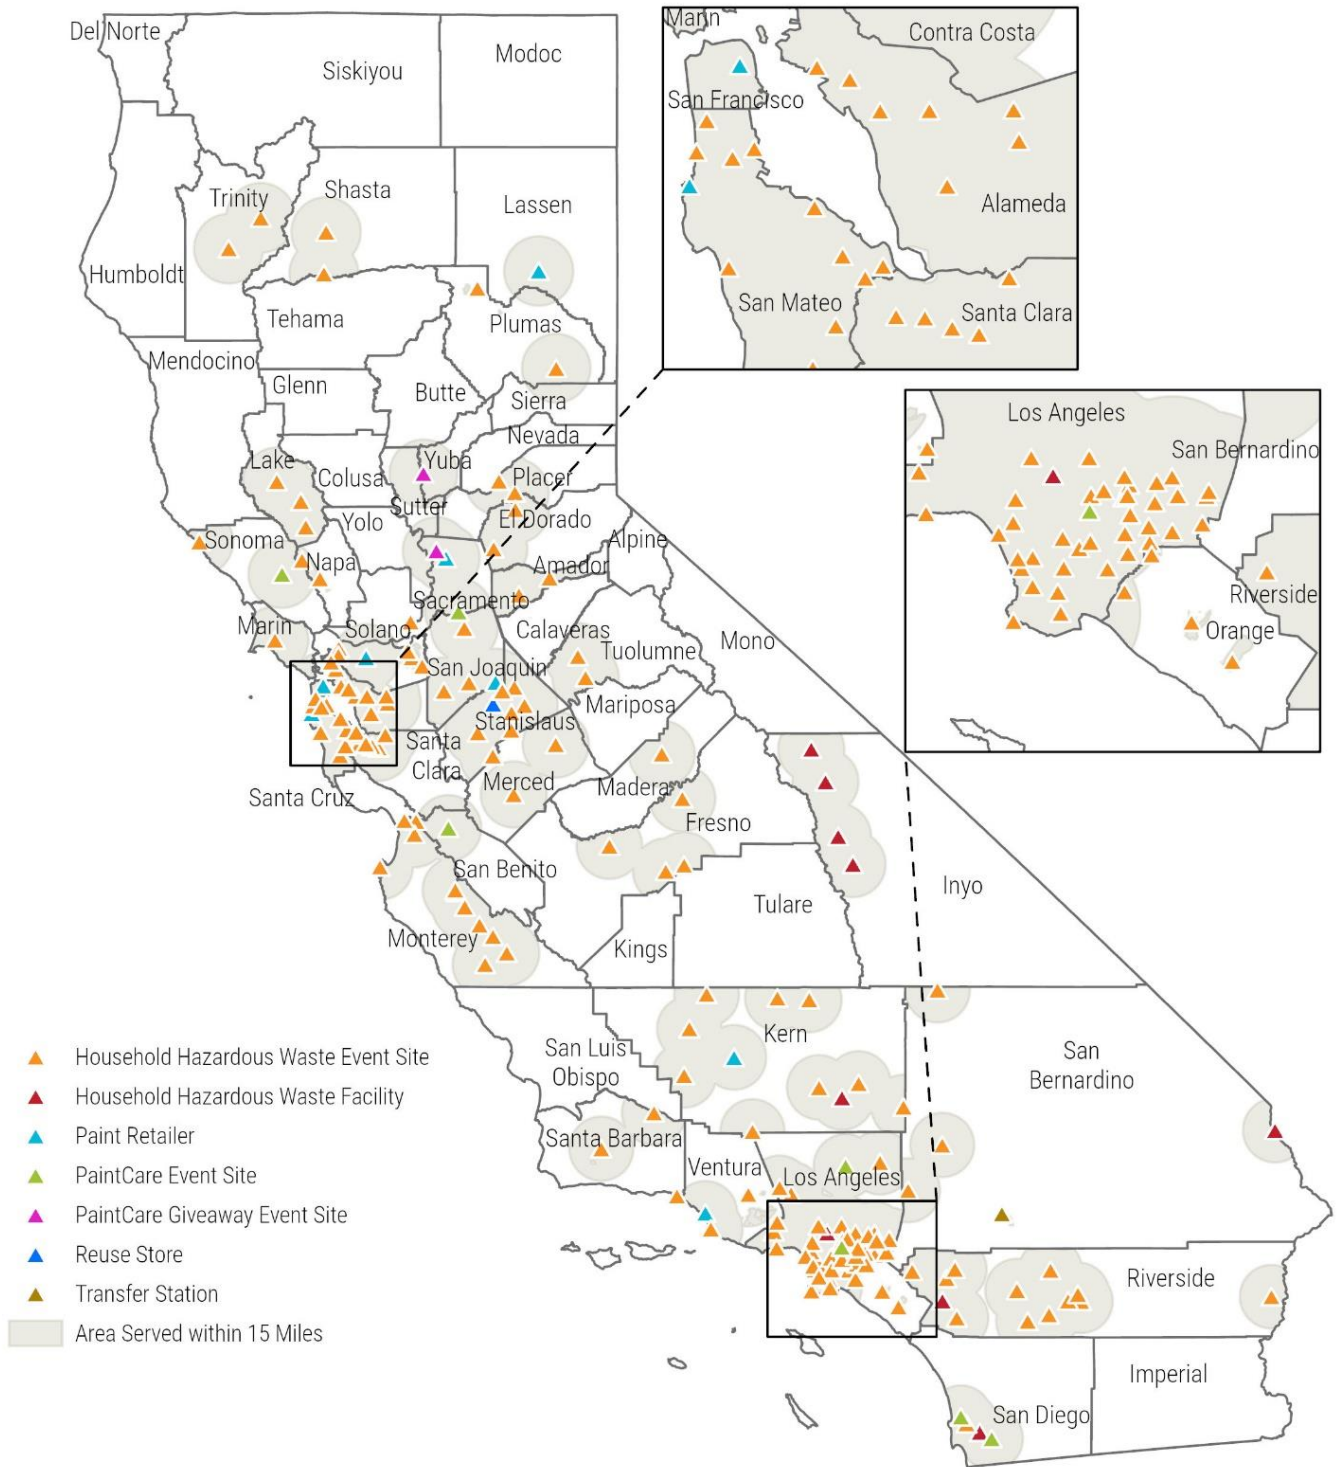 Del Norte
Siskiyou
Modoc
Trinity
Shasta
Lassen
Humboldt
Tehama
Plumas
Mendocino
Glenn
Butte
Sierra
Nevada
Lake
Colusa
Yuba
Placer
Sutter
Yolo
El Dorado
Sonoma
Napa
Alpine
Amador
Sacramento
Marin
Solano
Calaveras
Mono
San Joaquin
Tuolumne
Mariposa
Stanislaus
Santa
Clara
Merced
Madera
Santa Cruz
Fresno
San Benito
Inyo
Tulare
Monterey
Kings
Kern
San Luis
Obispo
San
Bernardino
Santa Barbara
Ventura
Los Angeles
Riverside
San Diego
Imperial
Marin
Contra Costa
San Francisco
Alameda
San Mateo
Santa Clara
Los Angeles
San Bernardino
Riverside
Orange
Household Hazardous Waste Event Site
Household Hazardous Waste Facility
Paint Retailer
PaintCare Event Site
PaintCare Giveaway Event Site
Reuse Store
Transfer Station
Area Served within 15 Miles